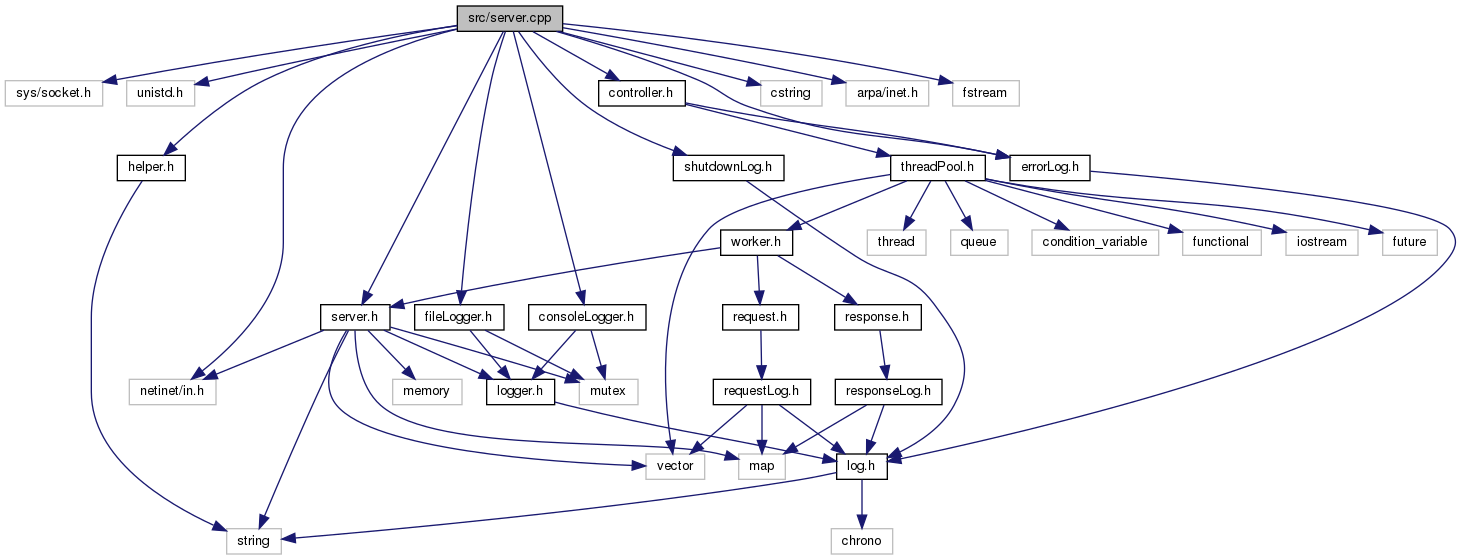 src/server.cpp
sys/socket.h
unistd.h
controller.h
cstring
arpa/inet.h
fstream
helper.h
shutdownLog.h
threadPool.h
errorLog.h
worker.h
thread
queue
condition_variable
functional
iostream
future
server.h
fileLogger.h
consoleLogger.h
request.h
response.h
netinet/in.h
memory
logger.h
mutex
requestLog.h
responseLog.h
vector
map
log.h
string
chrono